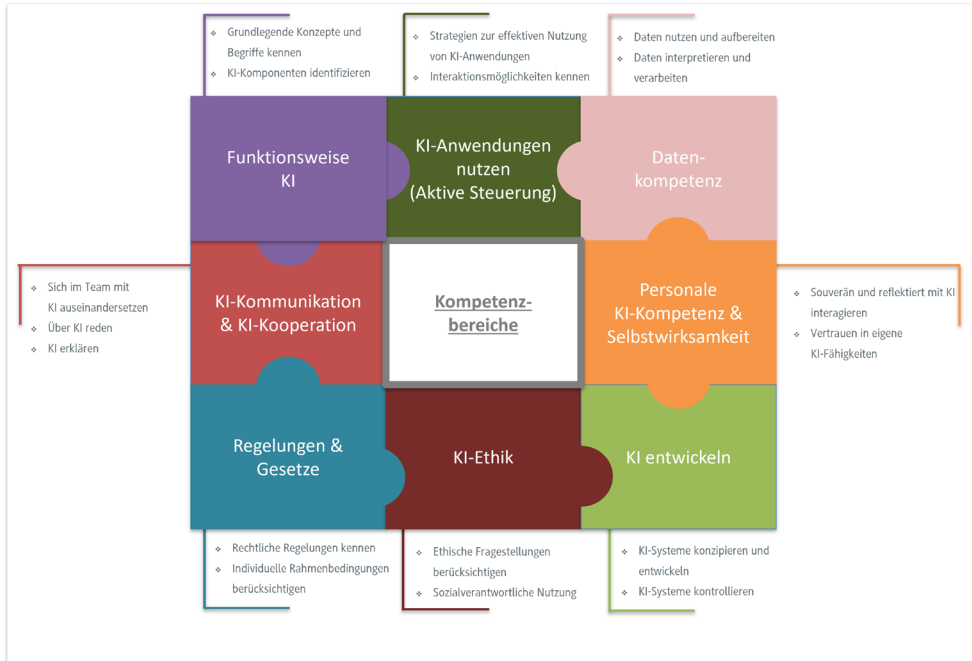 ❖ Grundlegende Konzepte und
Begriffe kennen
❖ KI-Komponenten identifizieren
❖ Strategien zur effektiven Nutzung
von KI-Anwendungen
❖ Interaktionsmöglichkeiten kennen
❖ Daten nutzen und aufbereiten
❖ Daten interpretieren und
verarbeiten
Funktionsweise
KI
KI-Anwendungen
nutzen
(Aktive Steuerung)
Daten-
kompetenz
❖ Sich im Team mit
KI auseinandersetzen
❖ Über KI reden
❖ KI erklären
KI-Kommunikation
& KI-Kooperation
Kompetenz-
bereiche
Personale
KI-Kompetenz &
Selbstwirksamkeit
❖ Souverän und reflektiert mit KI
interagieren
❖ Vertrauen in eigene
KI-Fähigkeiten
Regelungen &
Gesetze
KI-Ethik
KI entwickeln
❖ Rechtliche Regelungen kennen
❖ Individuelle Rahmenbedingungen
berücksichtigen
❖ Ethische Fragestellungen
berücksichtigen
❖ Sozialverantwortliche Nutzung
❖ KI-Systeme konzipieren und
entwickeln
❖ KI-Systeme kontrollieren